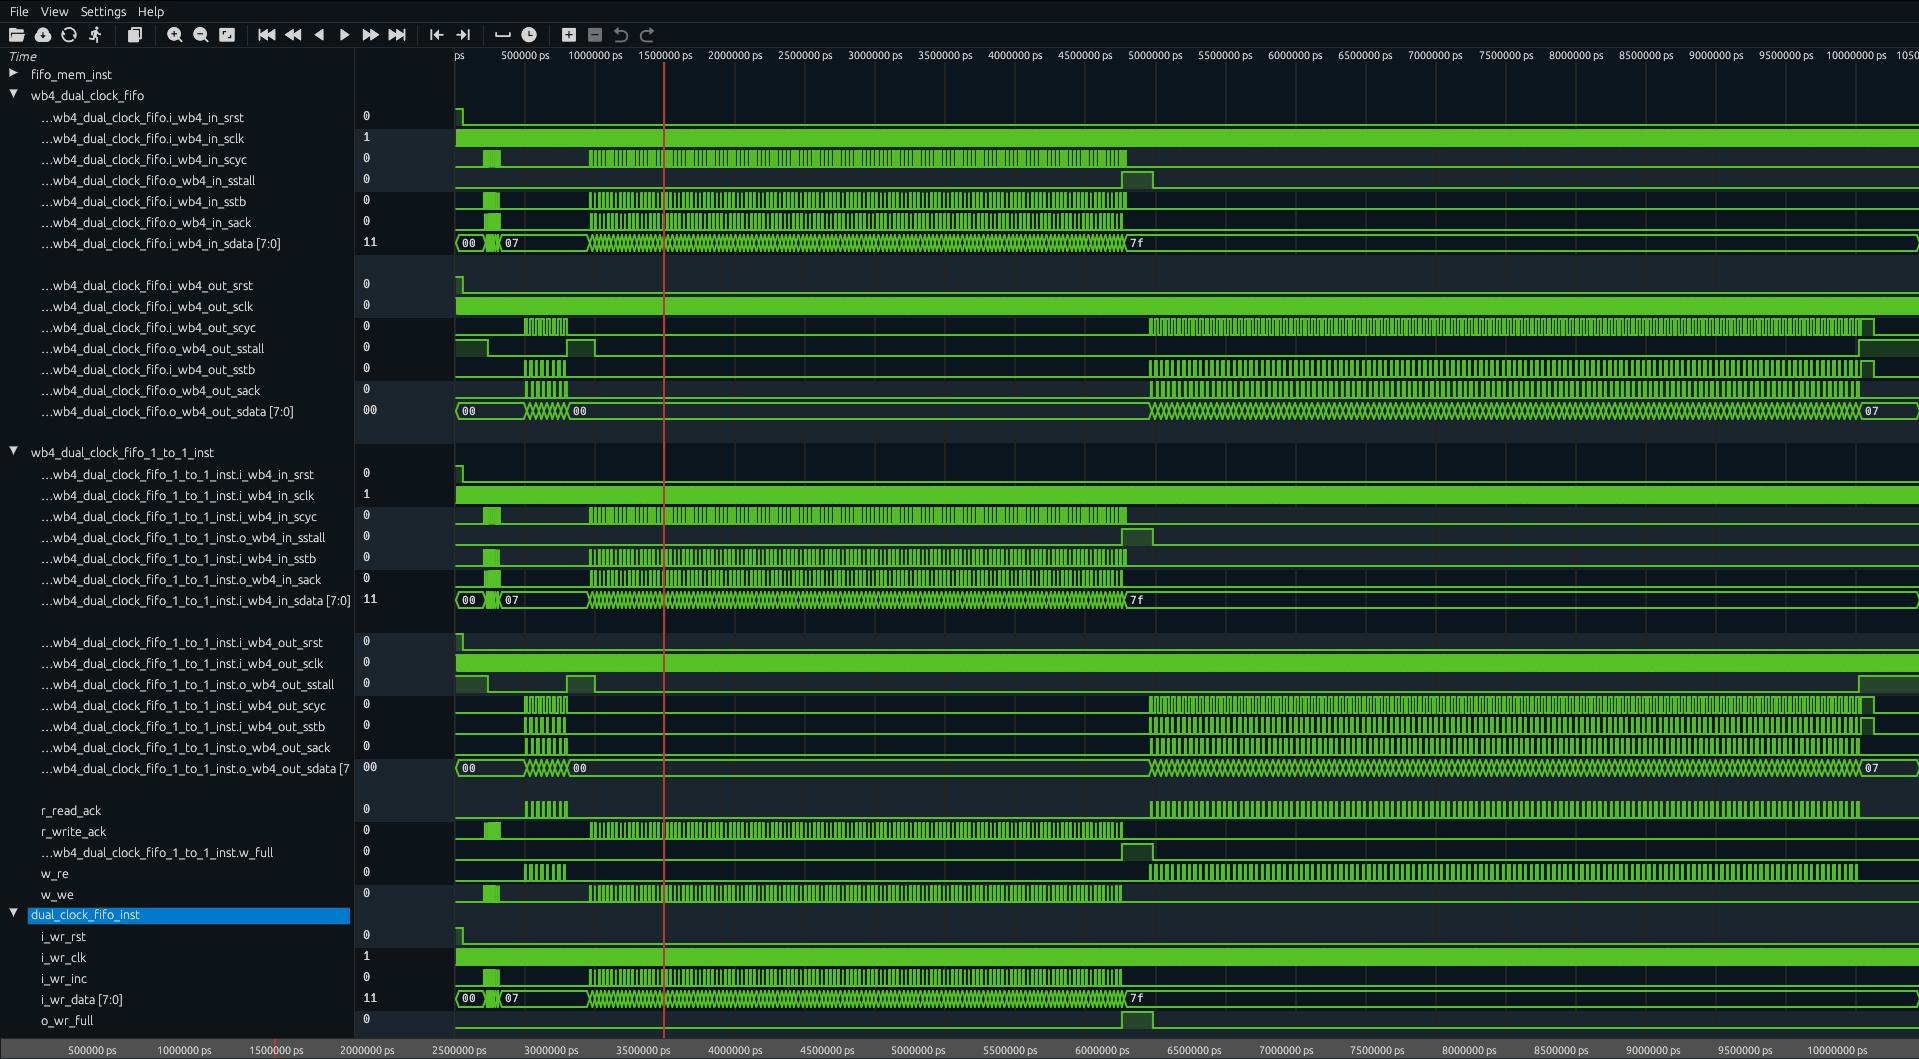 File View Settings Help
Time ps 500000 ps 1000000 ps 1500000 ps 2000000 ps 2500000 ps 3000000 ps 3500000 ps 4000000 ps 4500000 ps 5000000 ps 5500000 ps 6000000 ps 6500000 ps 7000000 ps 7500000 ps 8000000 ps 8500000 ps 9000000 ps 9500000 ps 10000000 ps 1050
fifo_mem_inst
wb4_dual_clock_fifo
...wb4_dual_clock_fifo.i_wb4_in_srst 0
...wb4_dual_clock_fifo.i_wb4_in_sclk 1
...wb4_dual_clock_fifo.i_wb4_in_scyc 0
...wb4_dual_clock_fifo.o_wb4_in_sstall 0
...wb4_dual_clock_fifo.i_wb4_in_sstb 0
...wb4_dual_clock_fifo.o_wb4_in_sack 0
...wb4_dual_clock_fifo.i_wb4_in_sdata [7:0] 11 00 07 7f
...wb4_dual_clock_fifo.i_wb4_out_srst 0
...wb4_dual_clock_fifo.i_wb4_out_sclk 0
...wb4_dual_clock_fifo.i_wb4_out_scyc 0
...wb4_dual_clock_fifo.o_wb4_out_sstall 0
...wb4_dual_clock_fifo.i_wb4_out_sstb 0
...wb4_dual_clock_fifo.o_wb4_out_sack 0
...wb4_dual_clock_fifo.o_wb4_out_sdata [7:0] 00 00 00 07
wb4_dual_clock_fifo_1_to_1_inst
...wb4_dual_clock_fifo_1_to_1_inst.i_wb4_in_srst 0
...wb4_dual_clock_fifo_1_to_1_inst.i_wb4_in_sclk 1
...wb4_dual_clock_fifo_1_to_1_inst.i_wb4_in_scyc 0
...wb4_dual_clock_fifo_1_to_1_inst.o_wb4_in_sstall 0
...wb4_dual_clock_fifo_1_to_1_inst.i_wb4_in_sstb 0
...wb4_dual_clock_fifo_1_to_1_inst.o_wb4_in_sack 0
...wb4_dual_clock_fifo_1_to_1_inst.i_wb4_in_sdata [7:0] 11 00 07 7f
...wb4_dual_clock_fifo_1_to_1_inst.i_wb4_out_srst 0
...wb4_dual_clock_fifo_1_to_1_inst.i_wb4_out_sclk 0
...wb4_dual_clock_fifo_1_to_1_inst.o_wb4_out_sstall 0
...wb4_dual_clock_fifo_1_to_1_inst.i_wb4_out_scyc 0
...wb4_dual_clock_fifo_1_to_1_inst.i_wb4_out_sstb 0
...wb4_dual_clock_fifo_1_to_1_inst.o_wb4_out_sack 0
...wb4_dual_clock_fifo_1_to_1_inst.o_wb4_out_sdata [7 00 00 00 07
r_read_ack 0
r_write_ack 0
...wb4_dual_clock_fifo_1_to_1_inst.w_full 0
w_re 0
w_we 0
dual_clock_fifo_inst
i_wr_rst 0
i_wr_clk 1
i_wr_inc 0
i_wr_data [7:0] 11 00 07 7f
o_wr_full 0
500000 ps 1000000 ps 1500000 ps 2000000 ps 2500000 ps 3000000 ps 3500000 ps 4000000 ps 4500000 ps 5000000 ps 5500000 ps 6000000 ps 6500000 ps 7000000 ps 7500000 ps 8000000 ps 8500000 ps 9000000 ps 9500000 ps 10000000 ps